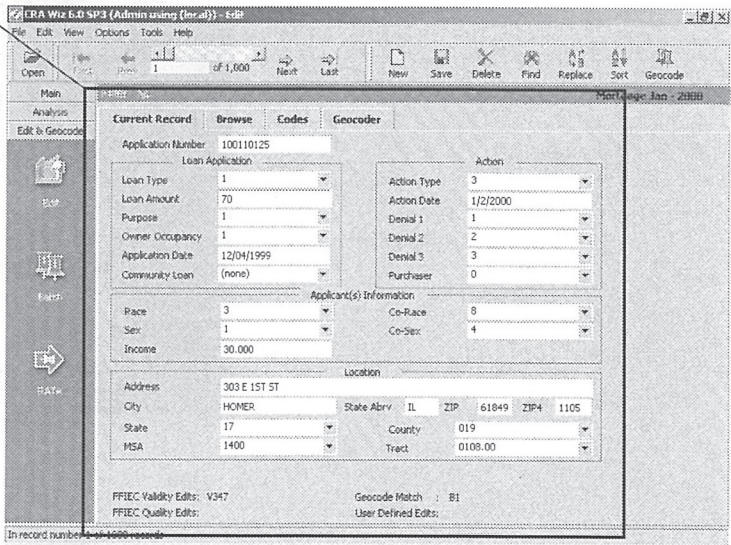 CRA Wiz 6.0 SP3 (Admin using (local)) - Edit
File Edit View Options Tools Help
Open First Prev 1 of 1,000 Next Last New Save Delete Find Replace Sort Geocode
Main
Analysis
Edit & Geocode
Edit
Batch
Mortgage Jan - 2000
Current Record Browse Codes Geocoder
Application Number 100110125
Loan Application
Loan Type 1
Loan Amount 70
Purpose 1
Owner Occupancy 1
Application Date 12/04/1999
Community Loan (none)
Action
Action Type 3
Action Date 1/2/2000
Denial 1 1
Denial 2 2
Denial 3 3
Purchaser 0
Applicant(s) Information
Race 3 Co-Race 8
Sex 1 Co-Sex 4
Income 30.000
Location
Address 303 E 1ST ST
City HOMER State Abrv IL ZIP 61849 ZIP4 1105
State 17 County 019
MSA 1400 Tract 0108.00
FFIEC Validity Edits: V347 Geocode Match : B1
FFIEC Quality Edits: User Defined Edits:
In record number 1 of 1000 records